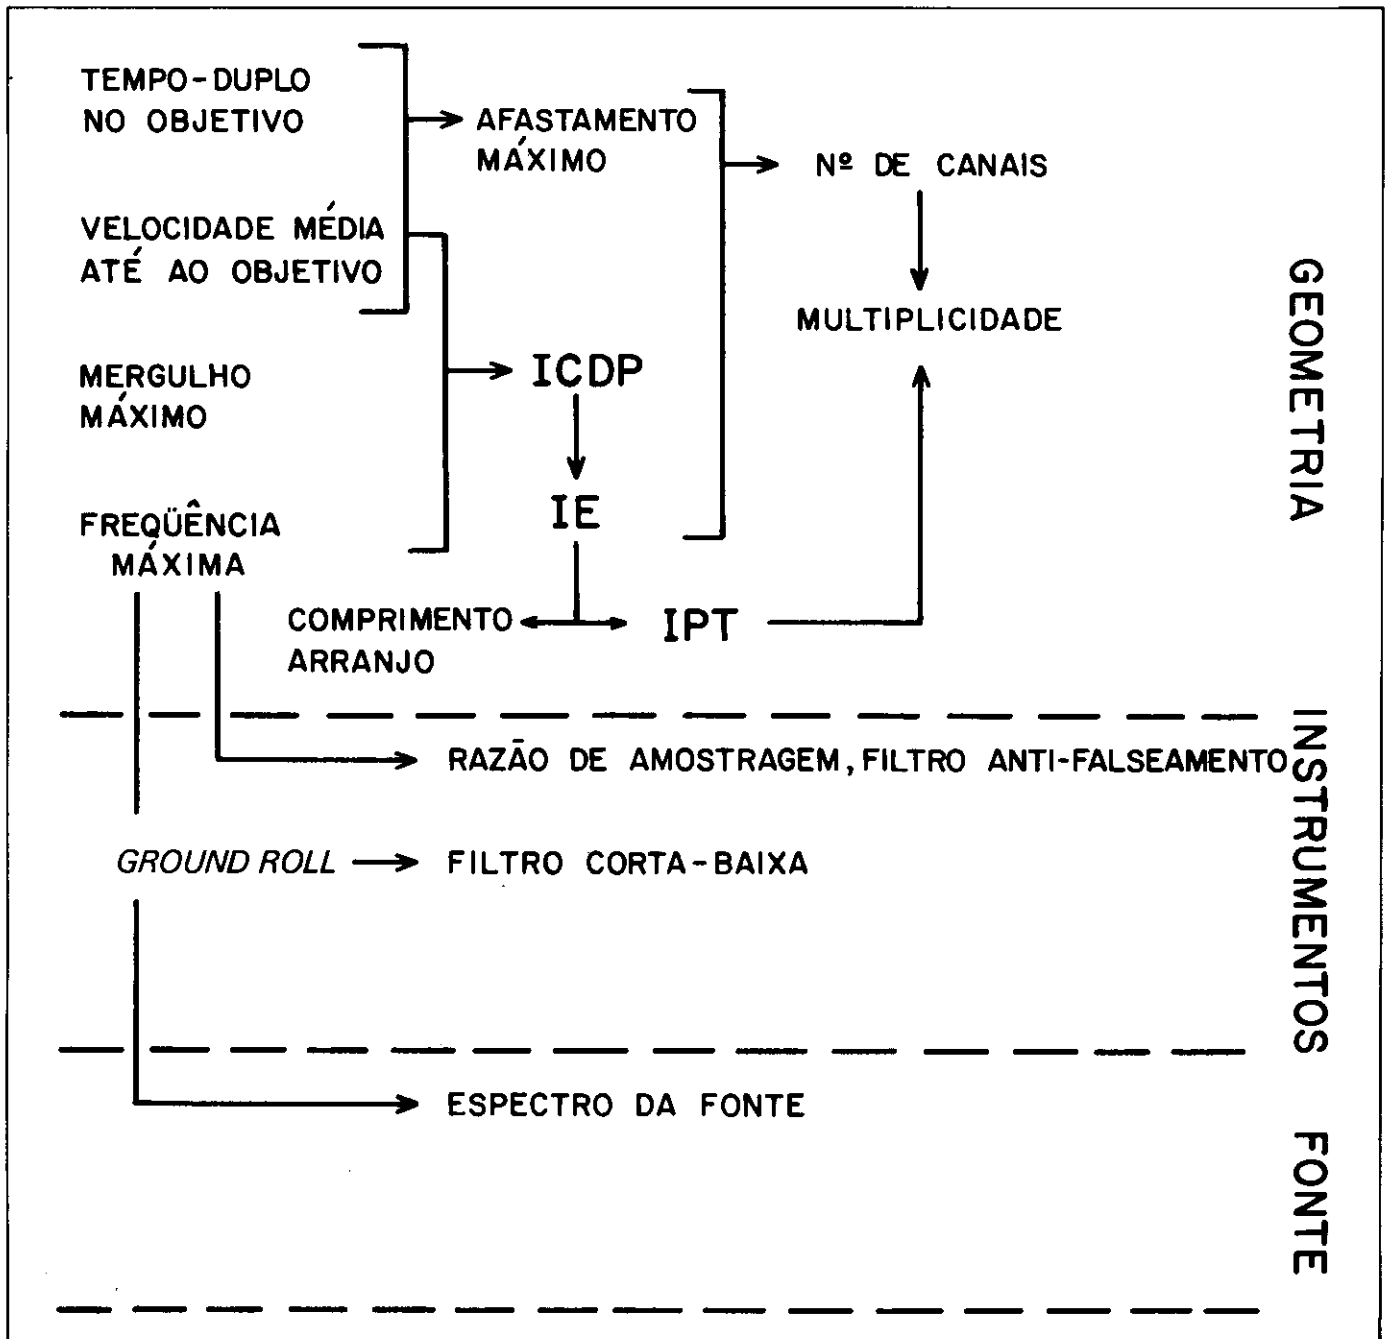 TEMPO-DUPLO
NO OBJETIVO
AFASTAMENTO
MÁXIMO
Nº DE CANAIS
VELOCIDADE MÉDIA
ATÉ AO OBJETIVO
MULTIPLICIDADE
MERGULHO
MÁXIMO
ICDP
IE
FREQÜÊNCIA
MÁXIMA
COMPRIMENTO
ARRANJO
IPT
GEOMETRIA
RAZÃO DE AMOSTRAGEM, FILTRO ANTI-FALSEAMENTO
GROUND ROLL
FILTRO CORTA-BAIXA
INSTRUMENTOS
ESPECTRO DA FONTE
FONTE